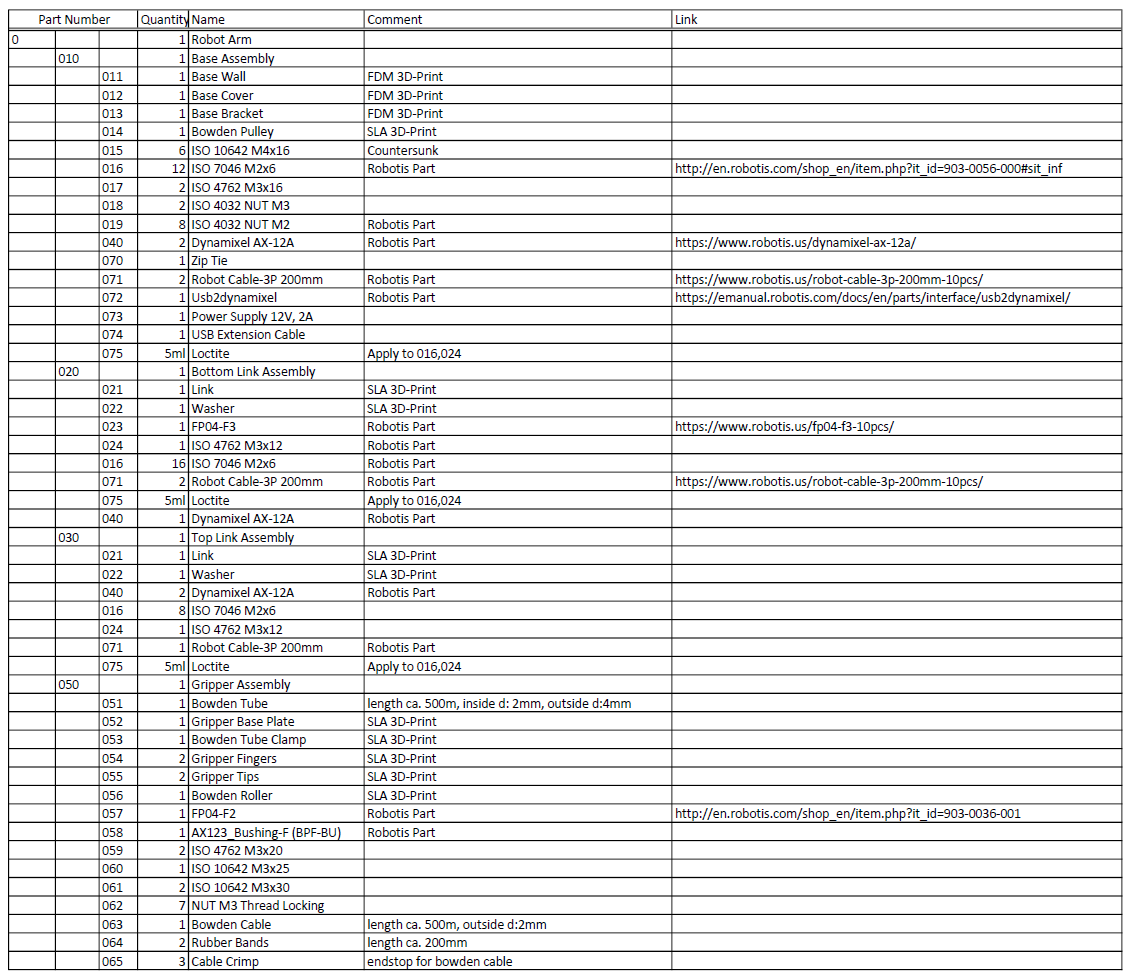 Part Number Quantity Name Comment Link
0 1 Robot Arm
010 1 Base Assembly
011 1 Base Wall FDM 3D-Print
012 1 Base Cover FDM 3D-Print
013 1 Base Bracket FDM 3D-Print
014 1 Bowden Pulley SLA 3D-Print
015 6 ISO 10642 M4x16 Countersunk
016 12 ISO 7046 M2x6 Robotis Part http://en.robotis.com/shop_en/item.php?it_id=903-0056-000#sit_inf
017 2 ISO 4762 M3x16
018 2 ISO 4032 NUT M3
019 8 ISO 4032 NUT M2 Robotis Part
040 2 Dynamixel AX-12A Robotis Part https://www.robotis.us/dynamixel-ax-12a/
070 1 Zip Tie
071 2 Robot Cable-3P 200mm Robotis Part https://www.robotis.us/robot-cable-3p-200mm-10pcs/
072 1 Usb2dynamixel Robotis Part https://emanual.robotis.com/docs/en/parts/interface/usb2dynamixel/
073 1 Power Supply 12V, 2A
074 1 USB Extension Cable
075 5ml Loctite Apply to 016,024
020 1 Bottom Link Assembly
021 1 Link SLA 3D-Print
022 1 Washer SLA 3D-Print
023 1 FP04-F3 Robotis Part https://www.robotis.us/fp04-f3-10pcs/
024 1 ISO 4762 M3x12 Robotis Part
016 16 ISO 7046 M2x6 Robotis Part
071 2 Robot Cable-3P 200mm Robotis Part https://www.robotis.us/robot-cable-3p-200mm-10pcs/
075 5ml Loctite Apply to 016,024
040 1 Dynamixel AX-12A Robotis Part
030 1 Top Link Assembly
021 1 Link SLA 3D-Print
022 1 Washer SLA 3D-Print
040 2 Dynamixel AX-12A Robotis Part
016 8 ISO 7046 M2x6
024 1 ISO 4762 M3x12
071 1 Robot Cable-3P 200mm Robotis Part
075 5ml Loctite Apply to 016,024
050 1 Gripper Assembly
051 1 Bowden Tube length ca. 500m, inside d: 2mm, outside d:4mm
052 1 Gripper Base Plate SLA 3D-Print
053 1 Bowden Tube Clamp SLA 3D-Print
054 2 Gripper Fingers SLA 3D-Print
055 2 Gripper Tips SLA 3D-Print
056 1 Bowden Roller SLA 3D-Print
057 1 FP04-F2 Robotis Part http://en.robotis.com/shop_en/item.php?it_id=903-0036-001
058 1 AX123_Bushing-F (BPF-BU) Robotis Part
059 2 ISO 4762 M3x20
060 1 ISO 10642 M3x25
061 2 ISO 10642 M3x30
062 7 NUT M3 Thread Locking
063 1 Bowden Cable length ca. 500m, outside d:2mm
064 2 Rubber Bands length ca. 200mm
065 3 Cable Crimp endstop for bowden cable